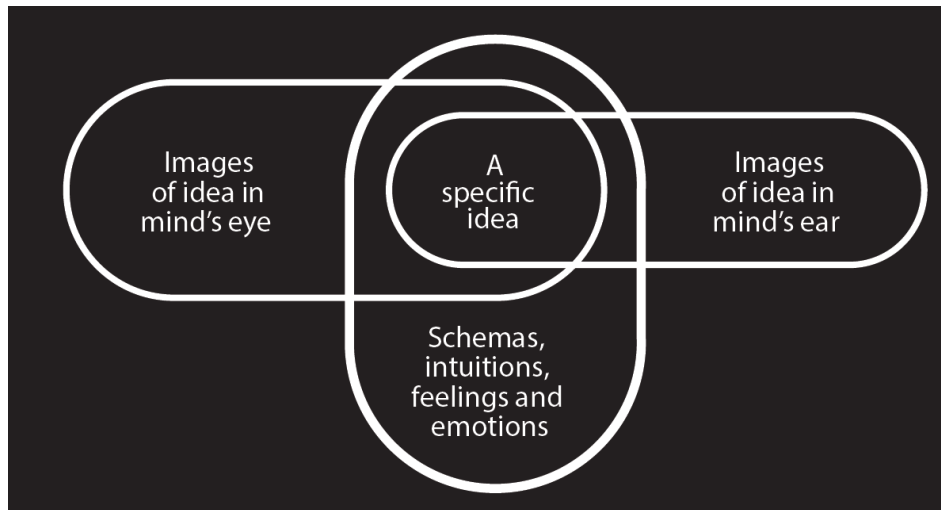 Images
of idea in
mind's eye
A
specific
idea
Images
of idea in
mind's ear
Schemas,
intuitions,
feelings and
emotions